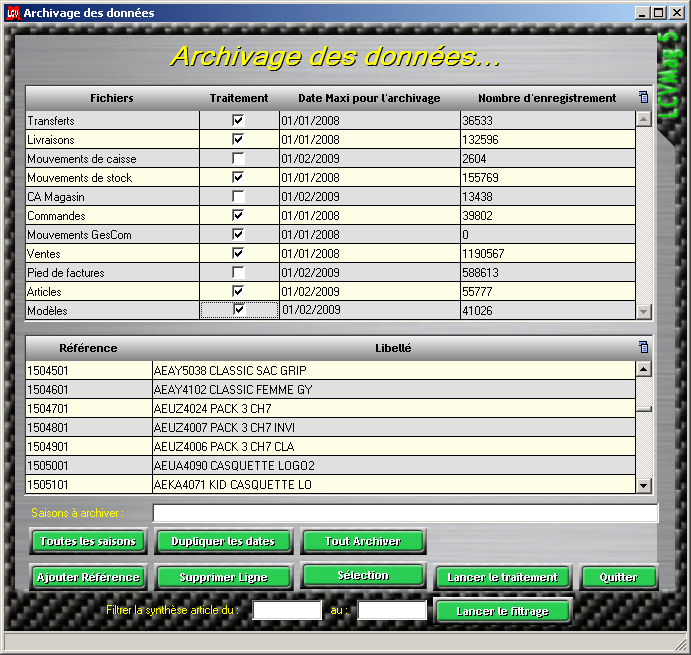 LCV Archivage des données
Archivage des données...
LCVMag 5
Fichiers Traitement Date Maxi pour l'archivage Nombre d'enregistrement
Transferts 01/01/2008 36533
Livraisons 01/01/2008 132596
Mouvements de caisse 01/02/2009 2604
Mouvements de stock 01/01/2008 155769
CA Magasin 01/02/2009 13438
Commandes 01/01/2008 39802
Mouvements GesCom 01/01/2008 0
Ventes 01/01/2008 1190567
Pied de factures 01/02/2009 588613
Articles 01/02/2009 55777
Modèles 01/02/2009 41026
Référence Libellé
1504501 AEAY5038 CLASSIC SAC GRIP
1504601 AEAY4102 CLASSIC FEMME GY
1504701 AEUZ4024 PACK 3 CH7
1504801 AEUZ4007 PACK 3 CH7 INVI
1504901 AEUZ4006 PACK 3 CH7 CLA
1505001 AEUA4090 CASQUETTE LOGO2
1505101 AEKA4071 KID CASQUETTE LO
Saisons à archiver :
Toutes les saisons Dupliquer les dates Tout Archiver
Ajouter Référence Supprimer Ligne Sélection Lancer le traitement Quitter
Filtrer la synthèse article du : au : Lancer le filtrage